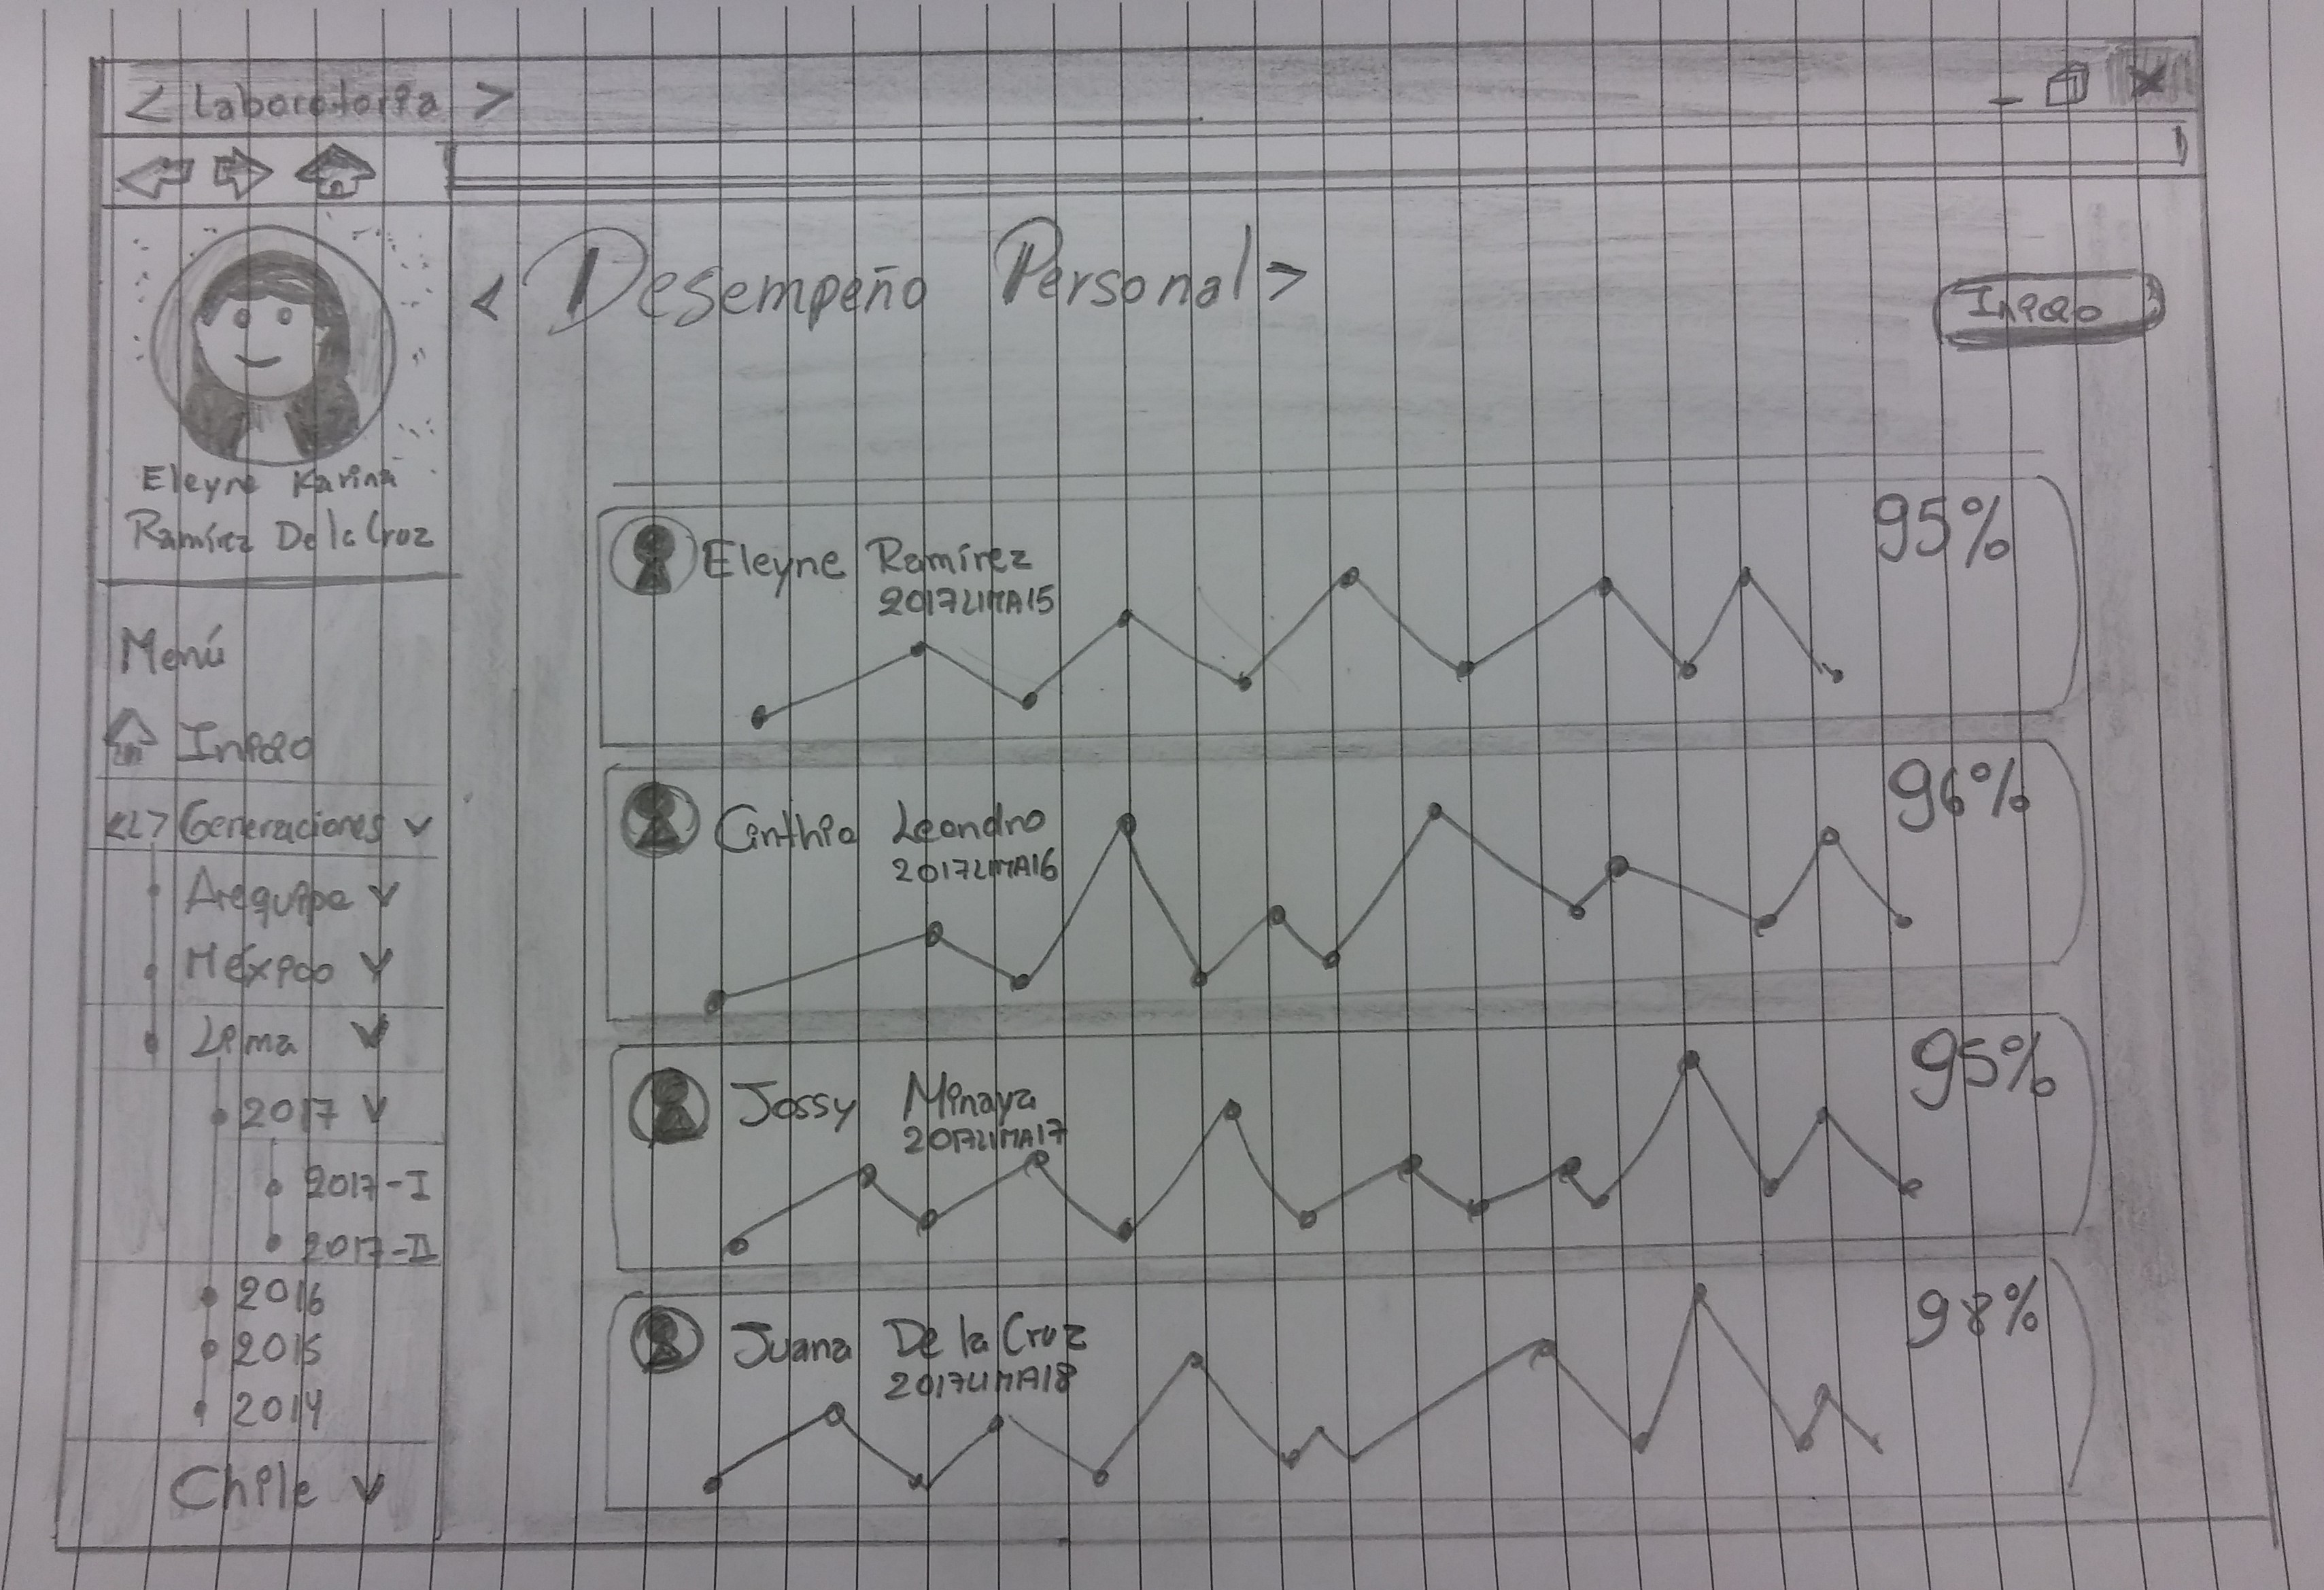 < Laboratoria >
< Desempeño Personal >
Inicio
Eleyne Karina
Ramírez De la Cruz
Menú
Inicio
<L> Generaciones v
Arequipa v
México v
Lima v
2017 v
2017-I
2017-II
2016
2015
2014
Chile v
Eleyne Ramírez
2017LIMA15
95%
Cinthia Leandro
2017LIMA16
96%
Jossy Minaya
2017LIMA17
95%
Juana De la Cruz
2017LIMA18
98%